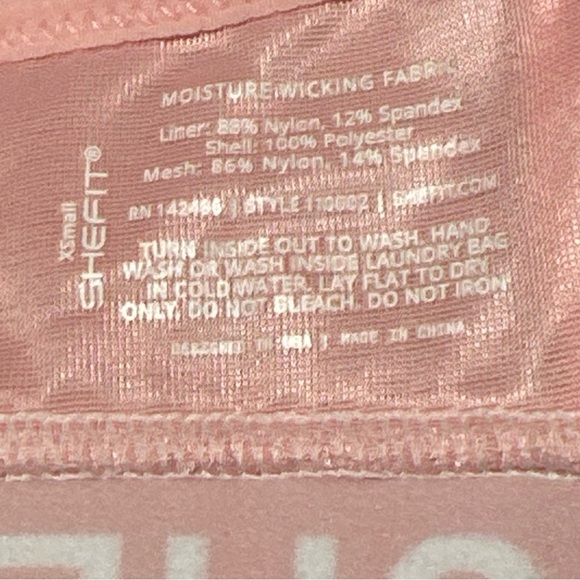 MOISTURE WICKING FABRIC
Liner: 88% Nylon, 12% Spandex
Shell: 100% Polyester
Mesh: 86% Nylon, 14% Spandex
XSmall
SHEFIT®
RN 142486 | STYLE 110002 | SHEFIT.COM
TURN INSIDE OUT TO WASH. HAND
WASH OR WASH INSIDE LAUNDRY BAG
IN COLD WATER. LAY FLAT TO DRY
ONLY. DO NOT BLEACH. DO NOT IRON
DESIGNED IN USA | MADE IN CHINA